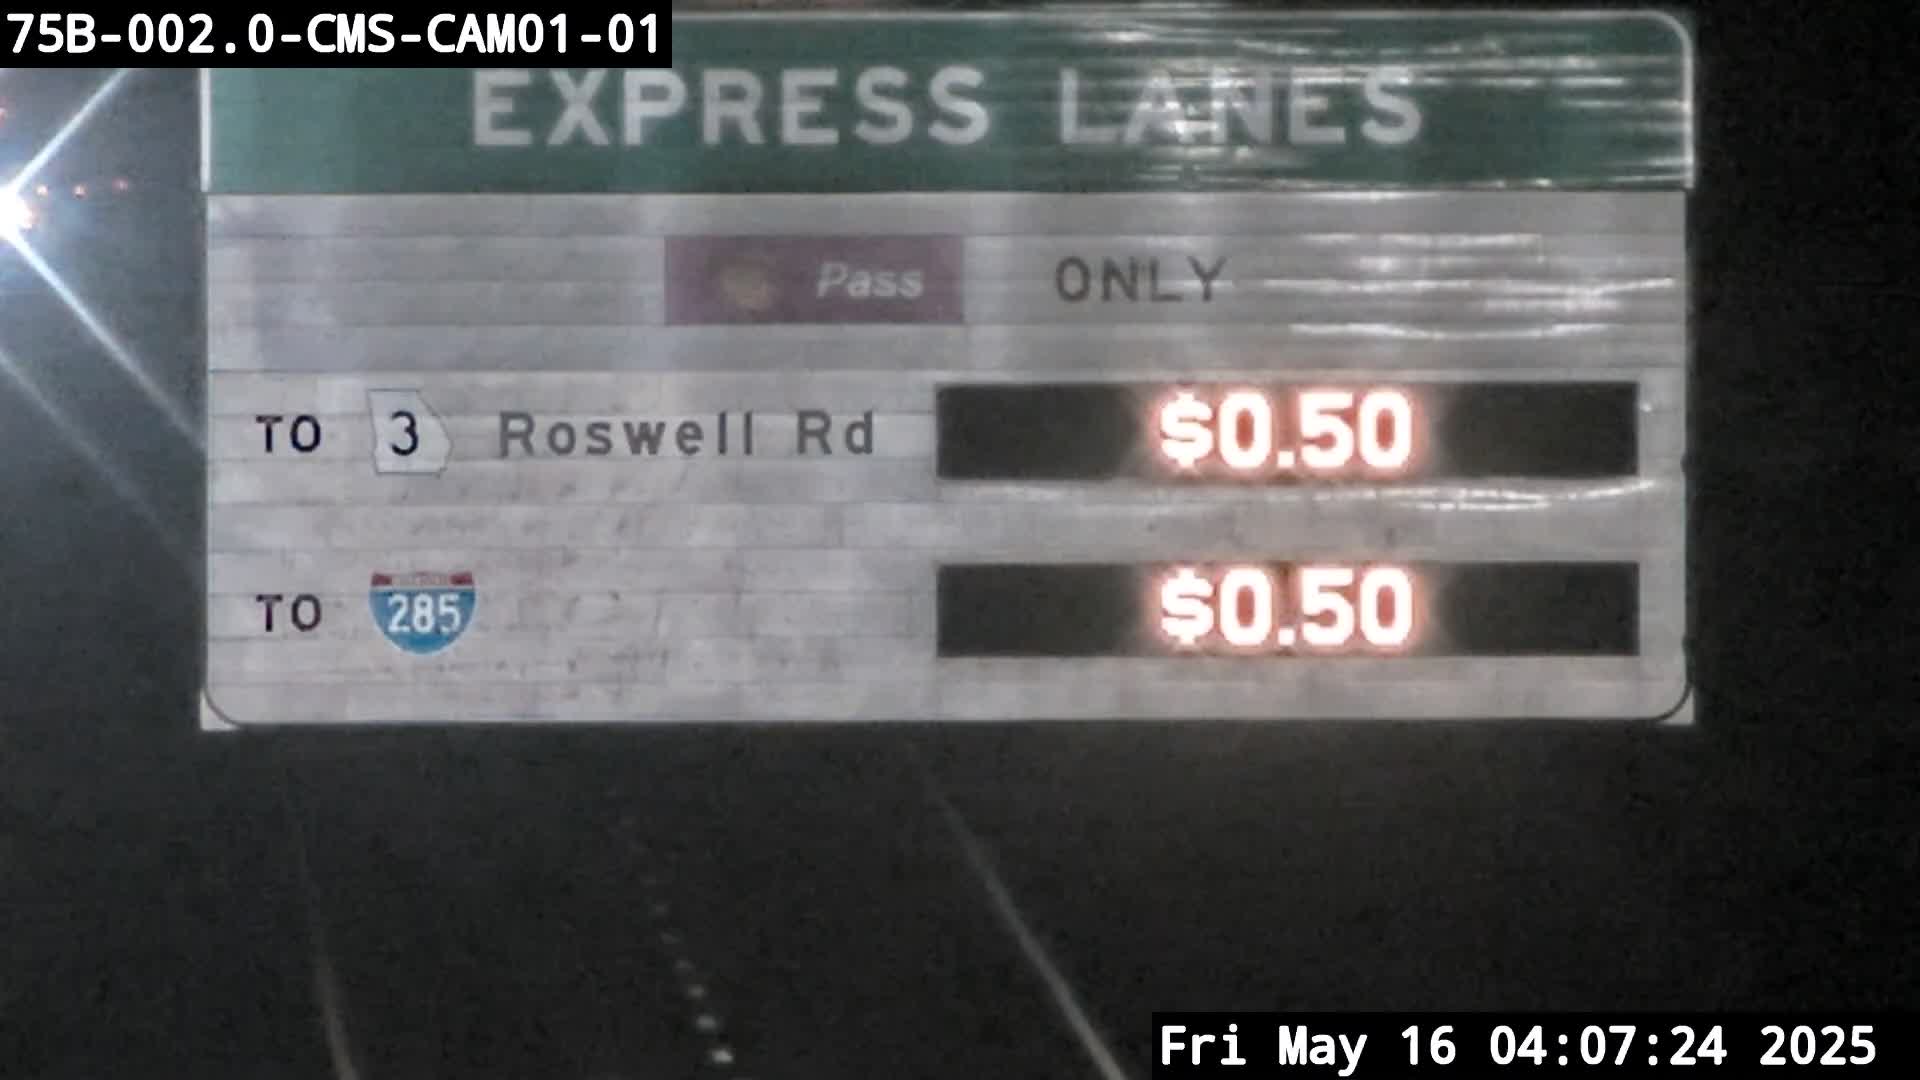 75B-002.0-CMS-CAM01-01
EXPRESS LANES
Pass ONLY
TO 3 Roswell Rd $0.50
TO 285 $0.50
Fri May 16 04:07:24 2025